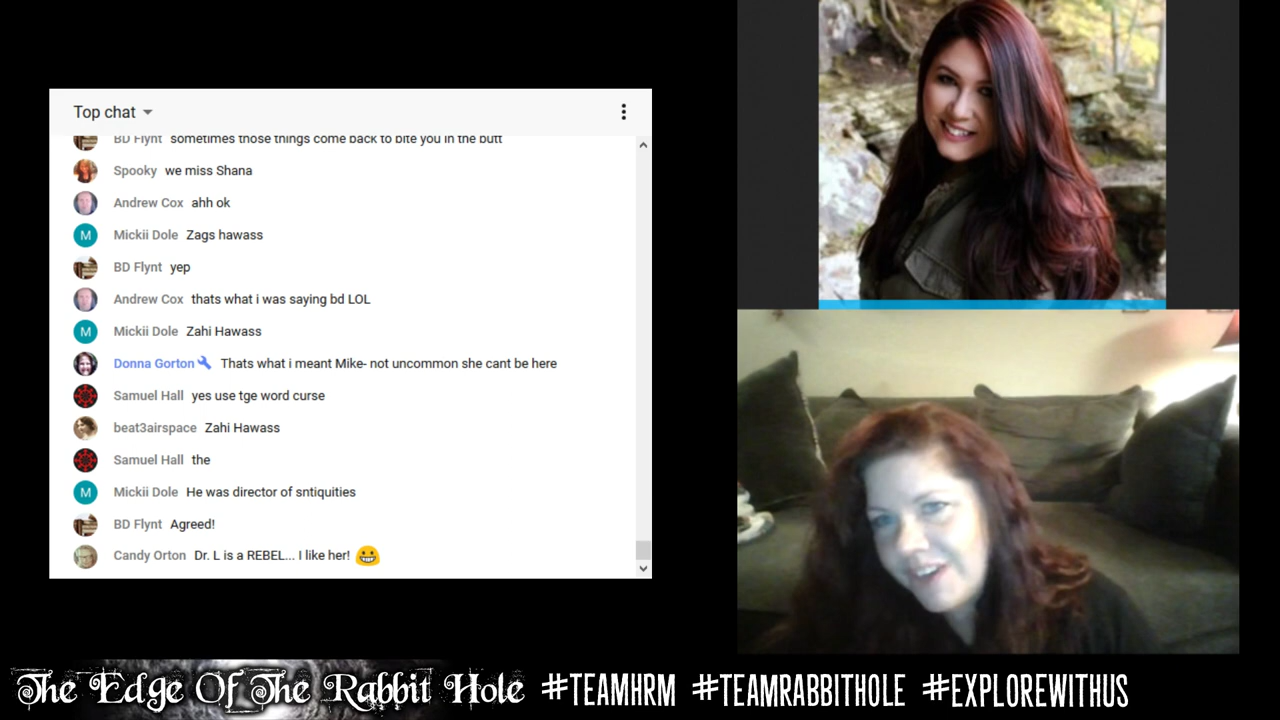 Top chat
BD Flynt sometimes those things come back to bite you in the butt
Spooky we miss Shana
Andrew Cox ahh ok
M Mickii Dole Zags hawass
BD Flynt yep
Andrew Cox thats what i was saying bd LOL
M Mickii Dole Zahi Hawass
Donna Gorton Thats what i meant Mike- not uncommon she cant be here
Samuel Hall yes use tge word curse
beat3airspace Zahi Hawass
Samuel Hall the
M Mickii Dole He was director of sntiquities
BD Flynt Agreed!
Candy Orton Dr. L is a REBEL... I like her! 😀
The Edge Of The Rabbit Hole #TEAMHRM #TEAMRABBITHOLE #EXPLOREWITHUS